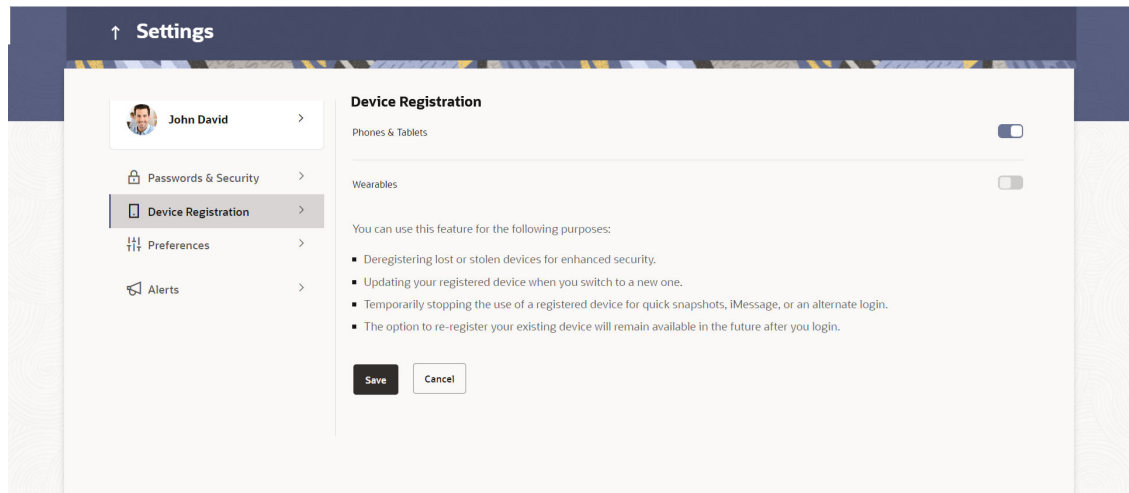 Settings
John David
Passwords & Security
Device Registration
Preferences
Alerts
Device Registration
Phones & Tablets
Wearables
You can use this feature for the following purposes:
Deregistering lost or stolen devices for enhanced security.
Updating your registered device when you switch to a new one.
Temporarily stopping the use of a registered device for quick snapshots, iMessage, or an alternate login.
The option to re-register your existing device will remain available in the future after you login.
Save
Cancel